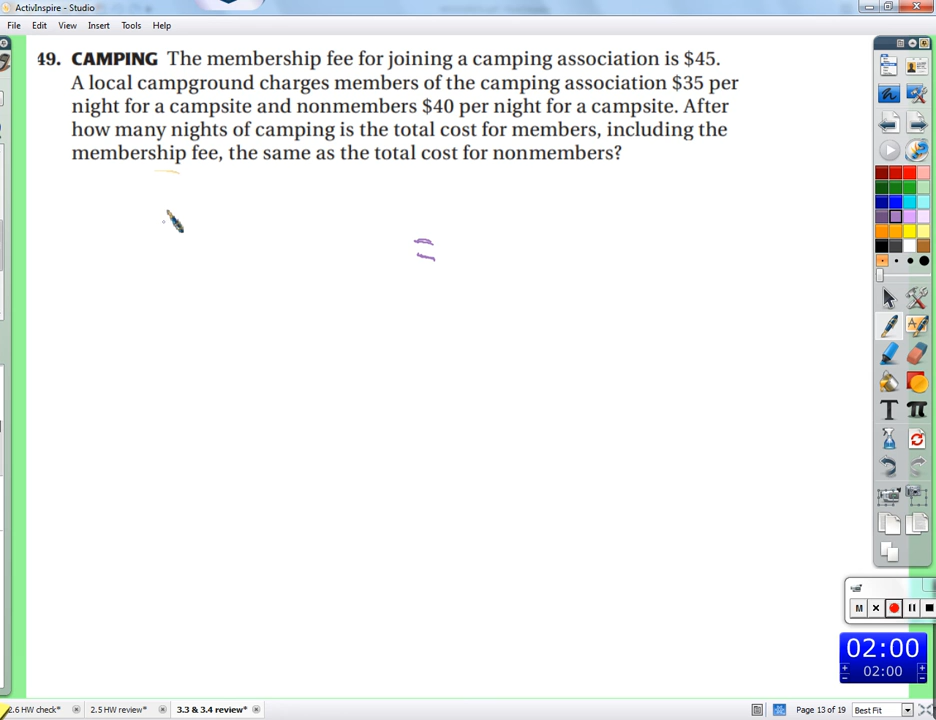 ActivInspire - Studio
File Edit View Insert Tools Help
49. CAMPING The membership fee for joining a camping association is $45.
A local campground charges members of the camping association $35 per
night for a campsite and nonmembers $40 per night for a campsite. After
how many nights of camping is the total cost for members, including the
membership fee, the same as the total cost for nonmembers?
=
T π
M
02:00
02:00
2.6 HW check* 2.5 HW review* 3.3 & 3.4 review* Page 13 of 19 Best Fit